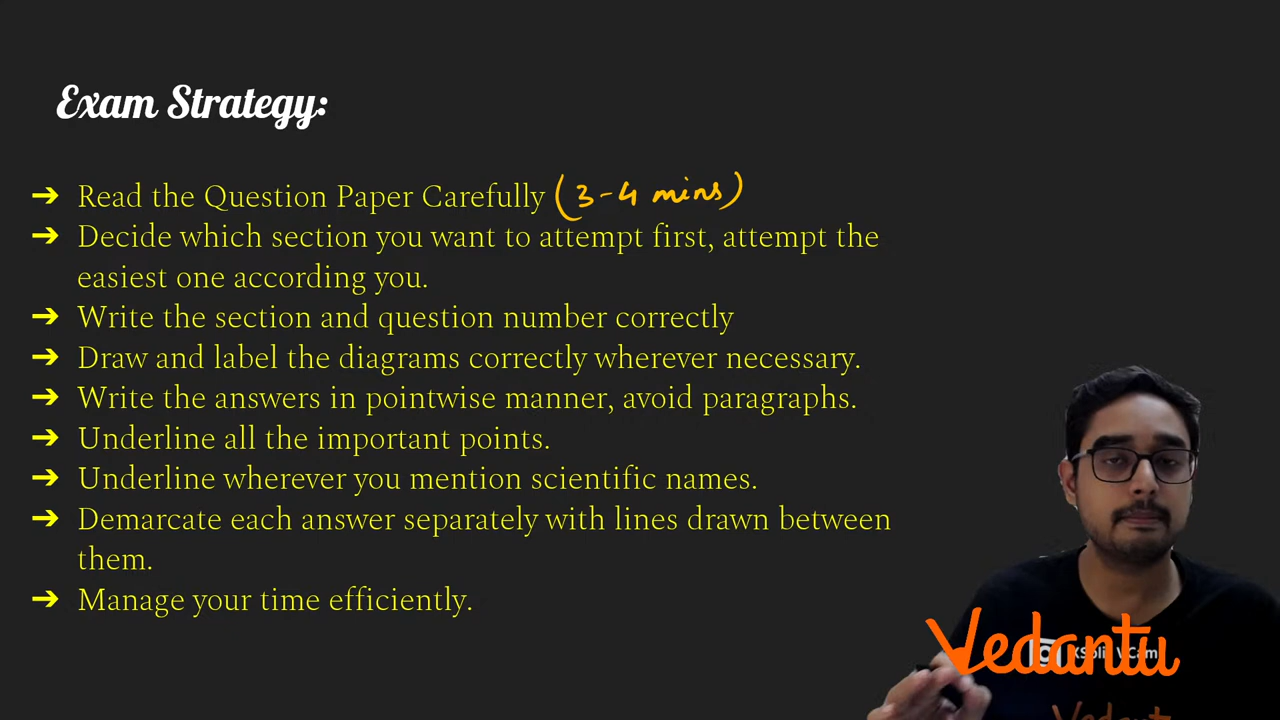 Exam Strategy:
➔ Read the Question Paper Carefully (3-4 mins)
➔ Decide which section you want to attempt first, attempt the
easiest one according you.
➔ Write the section and question number correctly
➔ Draw and label the diagrams correctly wherever necessary.
➔ Write the answers in pointwise manner, avoid paragraphs.
➔ Underline all the important points.
➔ Underline wherever you mention scientific names.
➔ Demarcate each answer separately with lines drawn between
them.
➔ Manage your time efficiently.
Vedantu
Vedantu